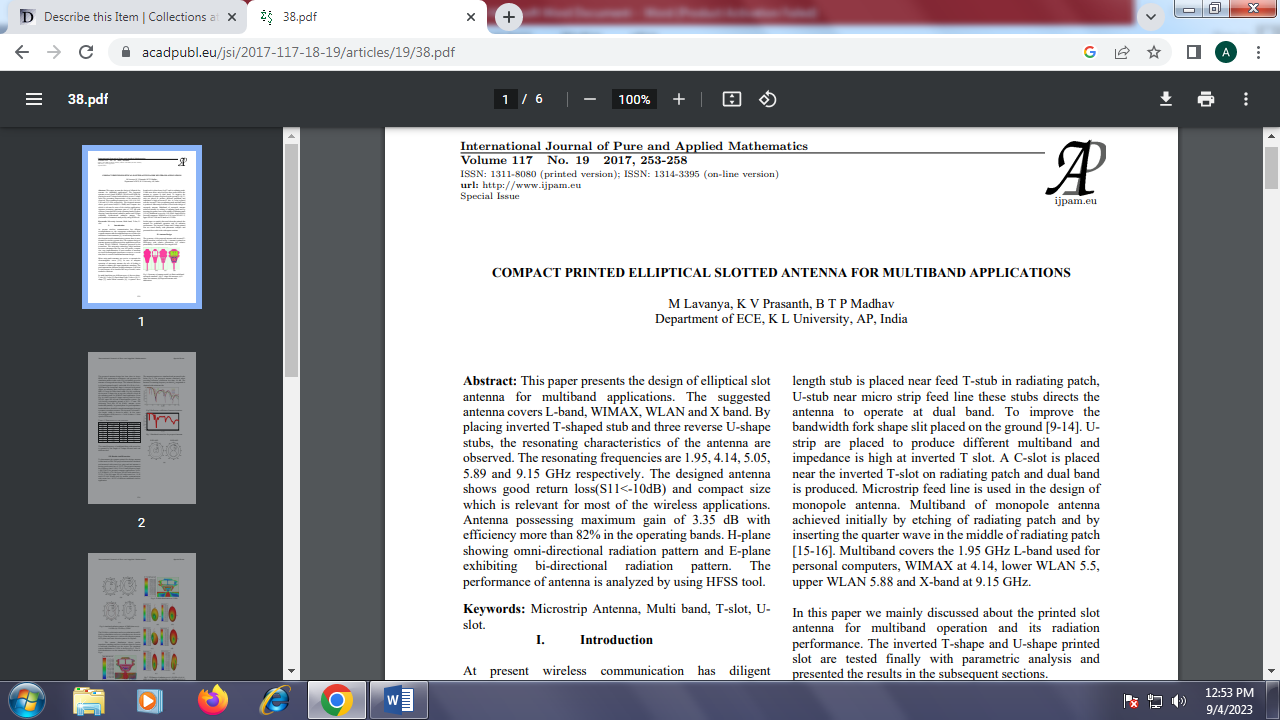 Describe this Item | Collections at
38.pdf
acadpubl.eu/jsi/2017-117-18-19/articles/19/38.pdf
A
38.pdf
1 / 6
100%
International Journal of Pure and Applied Mathematics
Volume 117 No. 19 2017, 253-258
ISSN: 1311-8080 (printed version); ISSN: 1314-3395 (on-line version)
url: http://www.ijpam.eu
Special Issue
AP
ijpam.eu
COMPACT PRINTED ELLIPTICAL SLOTTED ANTENNA FOR MULTIBAND APPLICATIONS
M Lavanya, K V Prasanth, B T P Madhav
Department of ECE, K L University, AP, India
Abstract: This paper presents the design of elliptical slot
antenna for multiband applications. The suggested
antenna covers L-band, WIMAX, WLAN and X band. By
placing inverted T-shaped stub and three reverse U-shape
stubs, the resonating characteristics of the antenna are
observed. The resonating frequencies are 1.95, 4.14, 5.05,
5.89 and 9.15 GHz respectively. The designed antenna
shows good return loss(S11<-10dB) and compact size
which is relevant for most of the wireless applications.
Antenna possessing maximum gain of 3.35 dB with
efficiency more than 82% in the operating bands. H-plane
showing omni-directional radiation pattern and E-plane
exhibiting bi-directional radiation pattern. The
performance of antenna is analyzed by using HFSS tool.
Keywords: Microstrip Antenna, Multi band, T-slot, U-
slot.
I. Introduction
At present wireless communication has diligent
length stub is placed near feed T-stub in radiating patch,
U-stub near micro strip feed line these stubs directs the
antenna to operate at dual band. To improve the
bandwidth fork shape slit placed on the ground [9-14]. U-
strip are placed to produce different multiband and
impedance is high at inverted T slot. A C-slot is placed
near the inverted T-slot on radiating patch and dual band
is produced. Microstrip feed line is used in the design of
monopole antenna. Multiband of monopole antenna
achieved initially by etching of radiating patch and by
inserting the quarter wave in the middle of radiating patch
[15-16]. Multiband covers the 1.95 GHz L-band used for
personal computers, WIMAX at 4.14, lower WLAN 5.5,
upper WLAN 5.88 and X-band at 9.15 GHz.
In this paper we mainly discussed about the printed slot
antenna for multiband operation and its radiation
performance. The inverted T-shape and U-shape printed
slot are tested finally with parametric analysis and
presented the results in the subsequent sections.
1
2
12:53 PM
9/4/2023